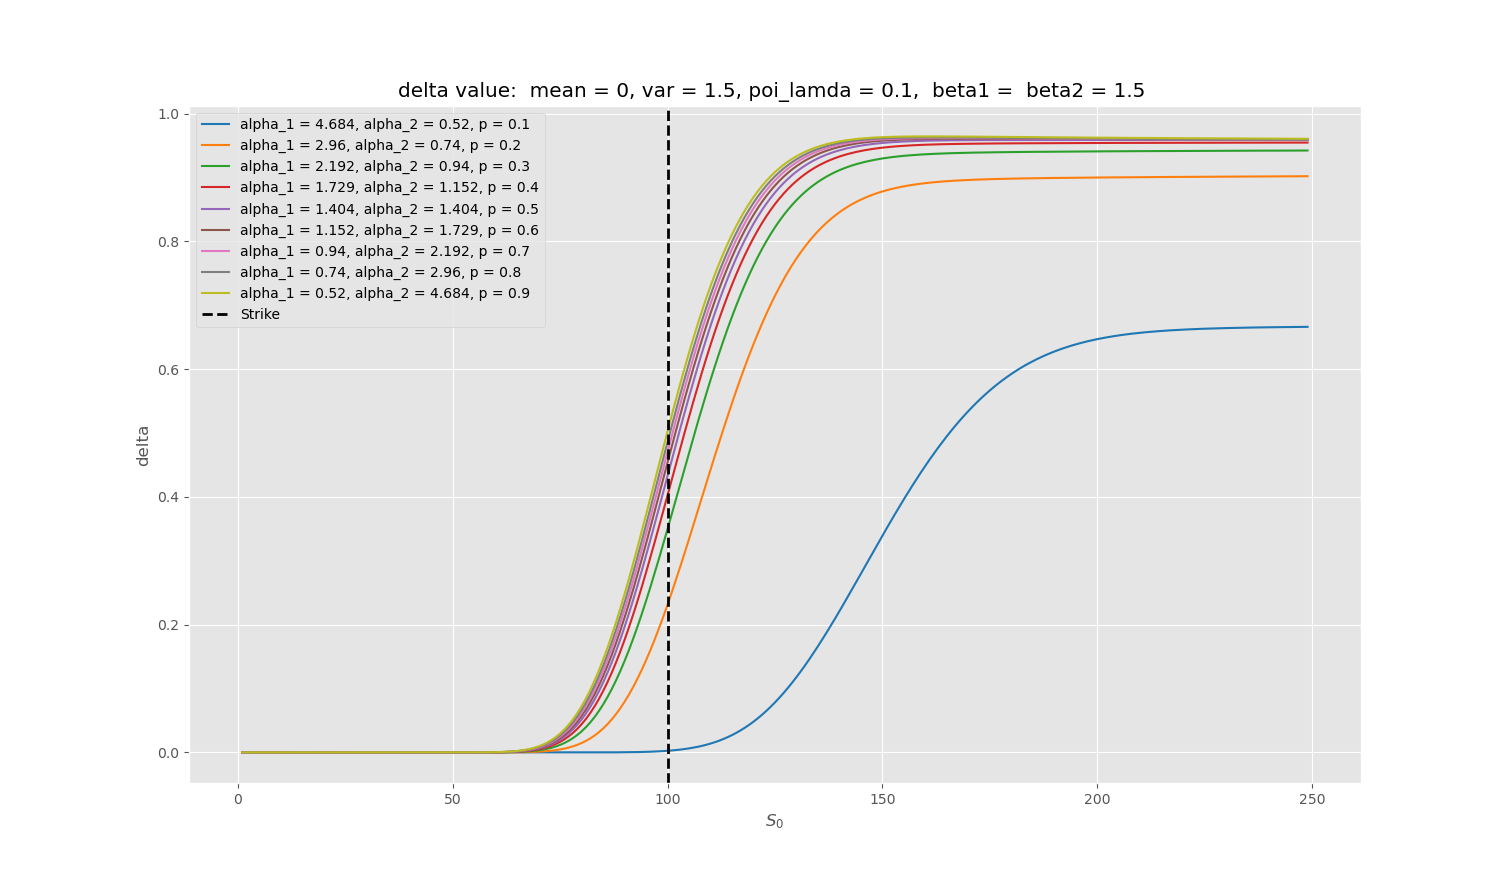 delta value:  mean = 0, var = 1.5, poi_lamda = 0.1,  beta1 =  beta2 = 1.5
1.0
0.8
0.6
0.4
0.2
0.0
delta
alpha_1 = 4.684, alpha_2 = 0.52, p = 0.1
alpha_1 = 2.96, alpha_2 = 0.74, p = 0.2
alpha_1 = 2.192, alpha_2 = 0.94, p = 0.3
alpha_1 = 1.729, alpha_2 = 1.152, p = 0.4
alpha_1 = 1.404, alpha_2 = 1.404, p = 0.5
alpha_1 = 1.152, alpha_2 = 1.729, p = 0.6
alpha_1 = 0.94, alpha_2 = 2.192, p = 0.7
alpha_1 = 0.74, alpha_2 = 2.96, p = 0.8
alpha_1 = 0.52, alpha_2 = 4.684, p = 0.9
Strike
0 50 100 150 200 250
S₀